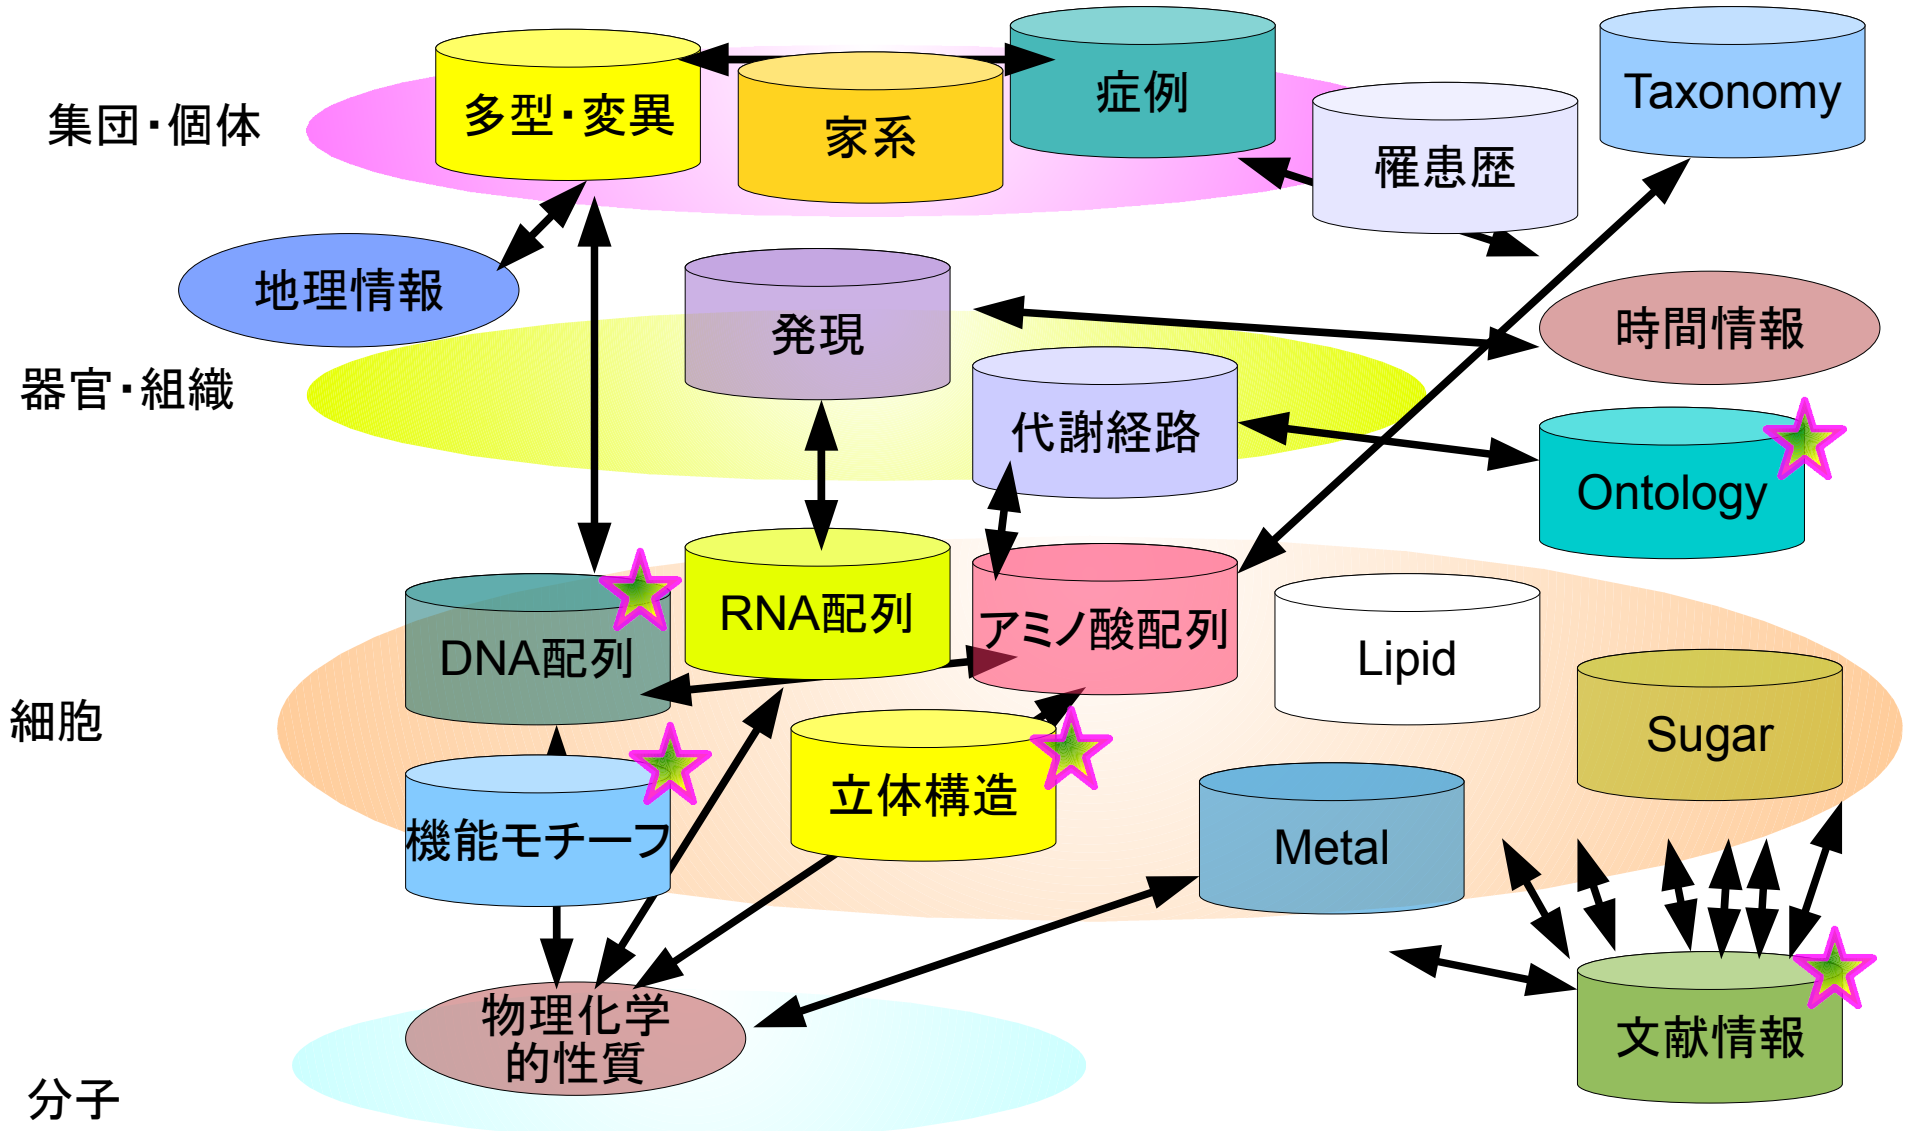 集団・個体
多型・変異
家系
症例
罹患歴
Taxonomy
地理情報
発現
時間情報
器官・組織
代謝経路
Ontology
DNA配列
RNA配列
アミノ酸配列
Lipid
細胞
Sugar
機能モチーフ
立体構造
Metal
物理化学
的性質
文献情報
分子